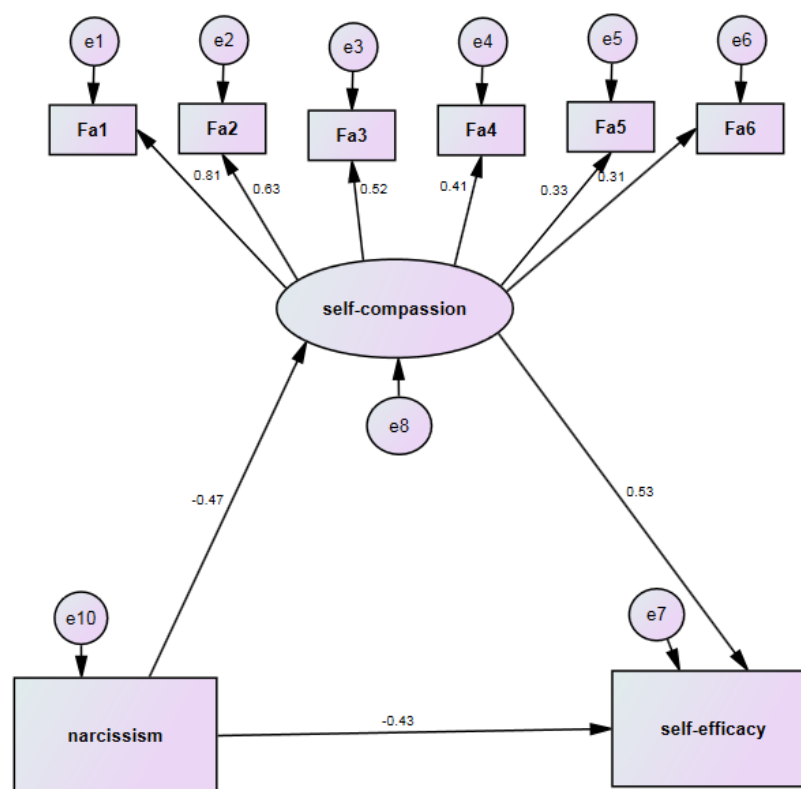 e1
e2
e3
e4
e5
e6
Fa1
Fa2
Fa3
Fa4
Fa5
Fa6
0.81
0.63
0.52
0.41
0.33
0.31
self-compassion
e8
-0.47
0.53
e10
e7
narcissism
-0.43
self-efficacy